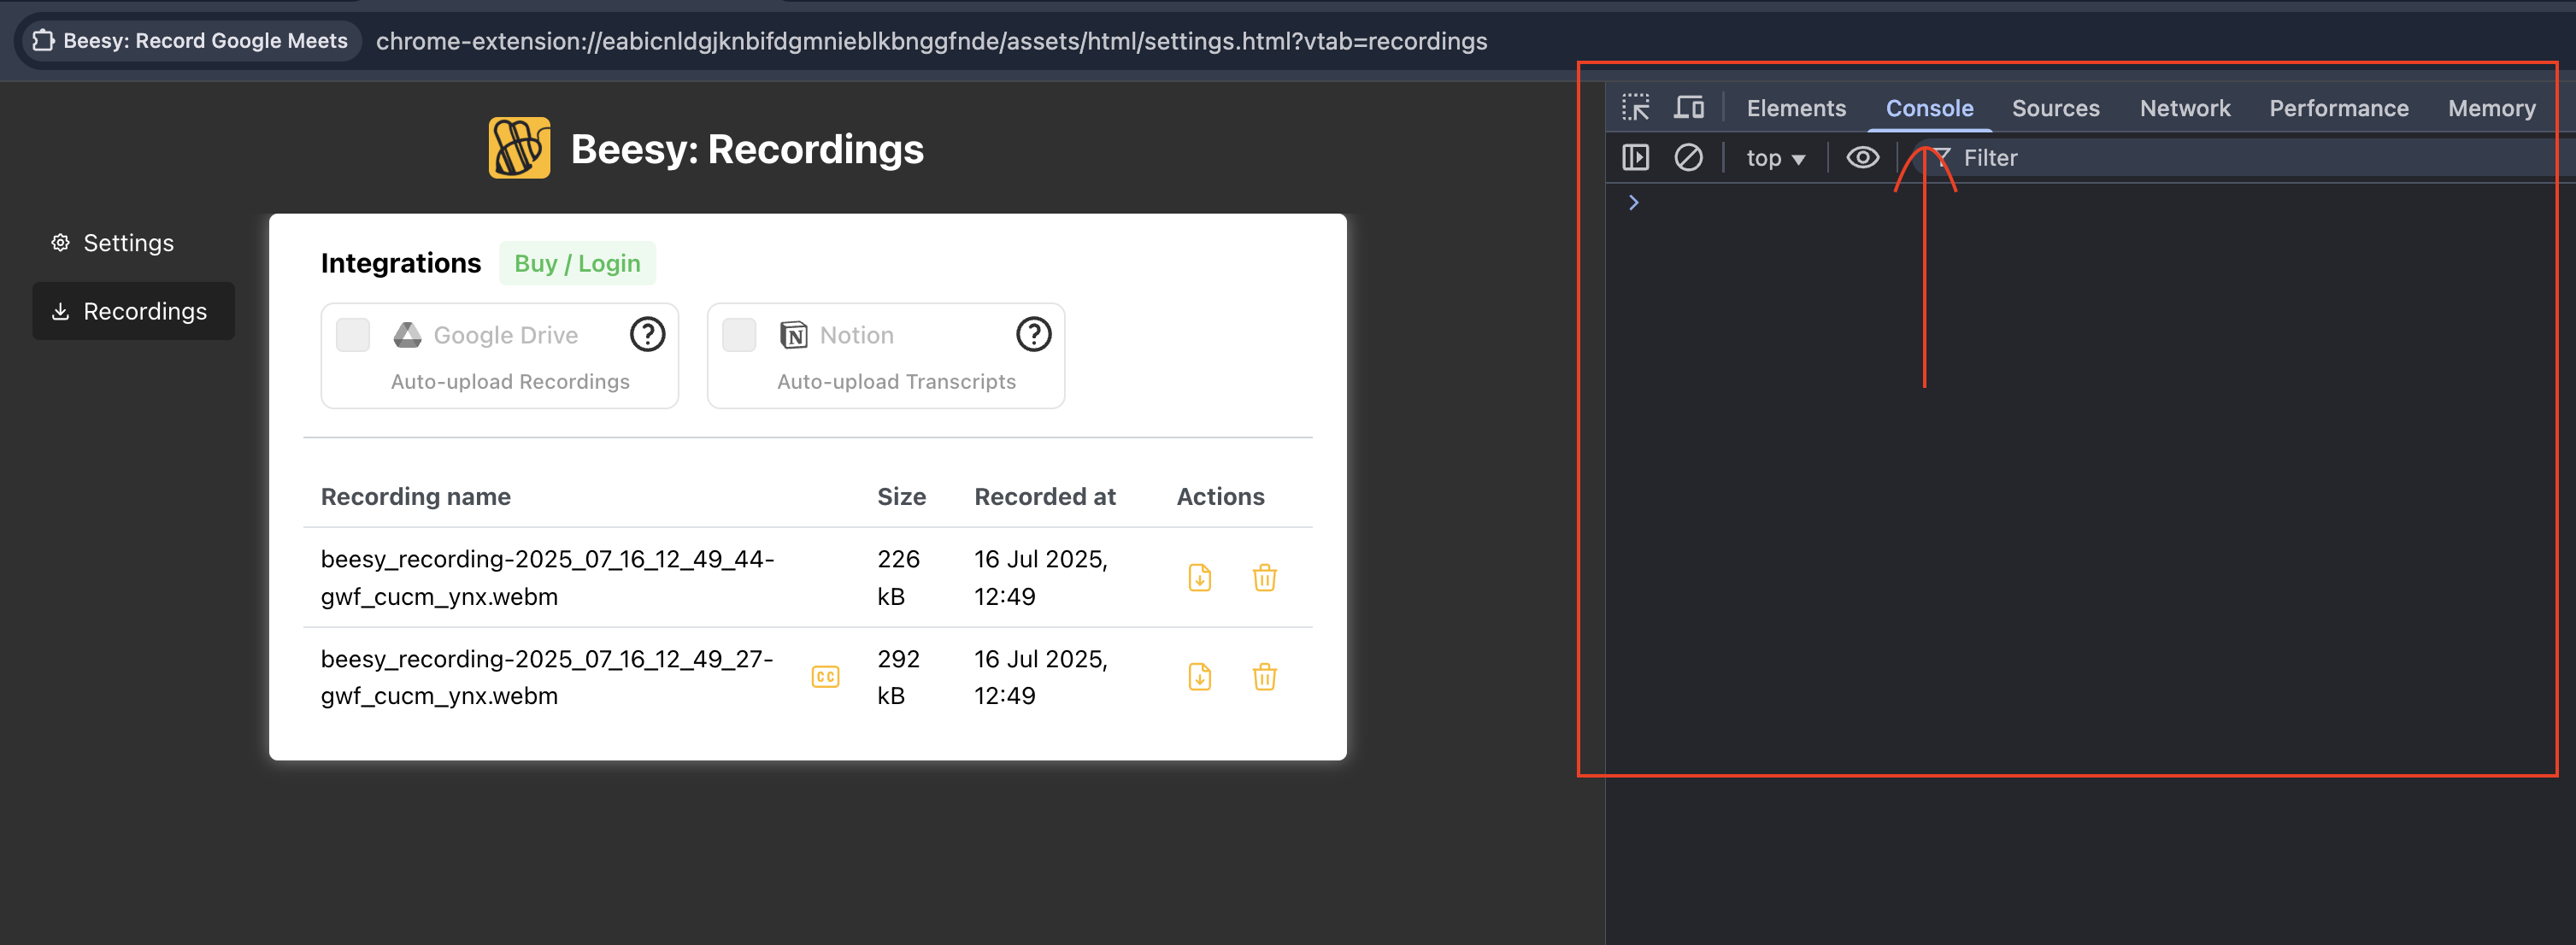 Beesy: Record Google Meets chrome-extension://eabicnldgjknbifdgmnieblkbnggfnde/assets/html/settings.html?vtab=recordings
Beesy: Recordings
Settings
Recordings
Integrations Buy / Login
Google Drive
Auto-upload Recordings
Notion
Auto-upload Transcripts
Recording name Size Recorded at Actions
beesy_recording-2025_07_16_12_49_44- 226 16 Jul 2025,
gwf_cucm_ynx.webm kB 12:49
beesy_recording-2025_07_16_12_49_27- CC 292 16 Jul 2025,
gwf_cucm_ynx.webm kB 12:49
Elements Console Sources Network Performance Memory
top Filter